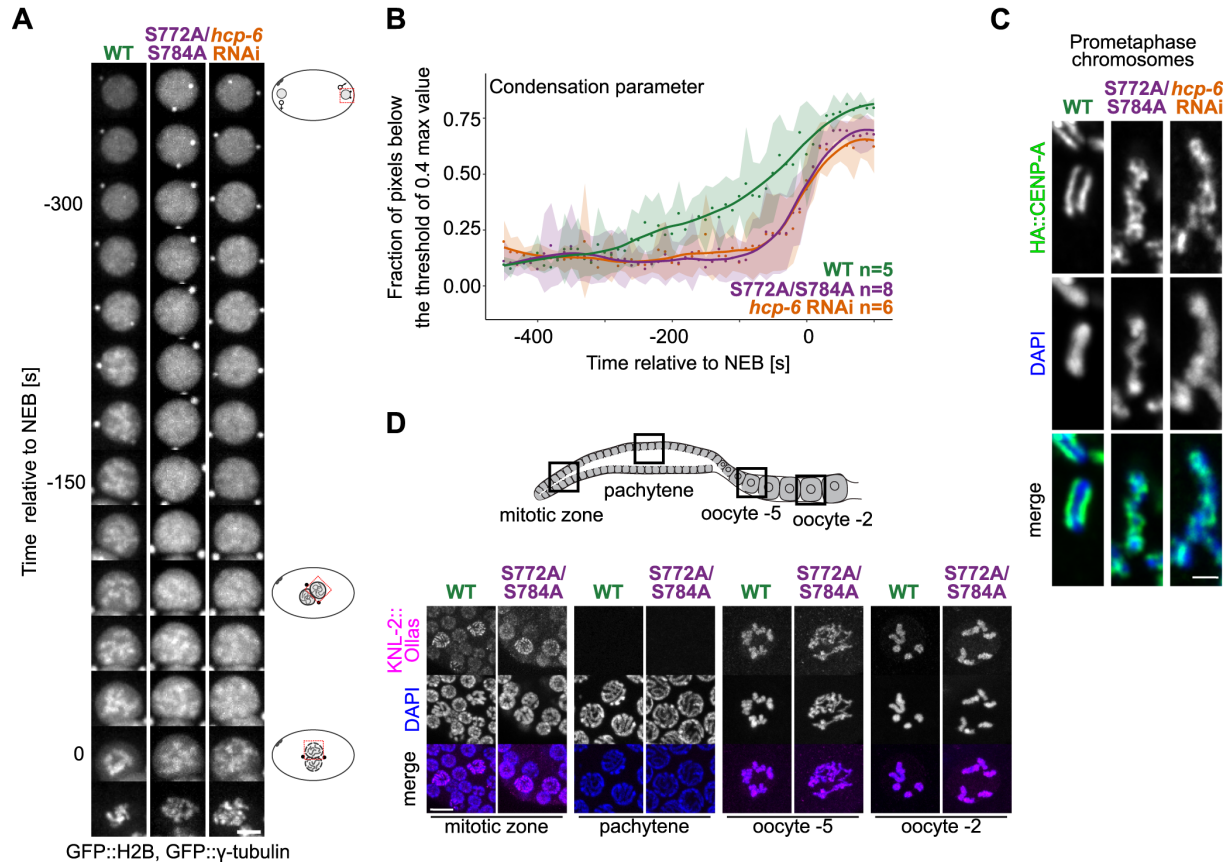 A
WT
S772A/
S784A
hcp-6
RNAi
-300
-150
0
Time relative to NEB [s]
GFP::H2B, GFP::γ-tubulin
B
Condensation parameter
Fraction of pixels below
the threshold of 0.4 max value
0.75
0.50
0.25
0.00
WT n=5
S772A/S784A n=8
hcp-6 RNAi n=6
-400
-200
0
Time relative to NEB [s]
C
Prometaphase
chromosomes
WT
S772A/
S784A
hcp-6
RNAi
HA::CENP-A
DAPI
merge
D
mitotic zone
pachytene
oocyte -5
oocyte -2
WT
S772A/
S784A
WT
S772A/
S784A
WT
S772A/
S784A
WT
S772A/
S784A
KNL-2::
Ollas
DAPI
merge
mitotic zone
pachytene
oocyte -5
oocyte -2